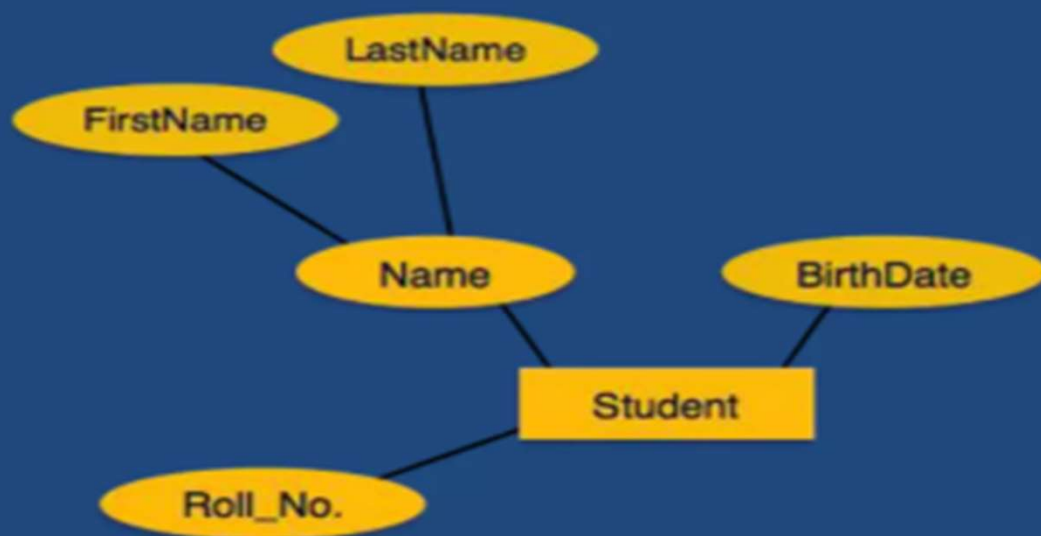 LastName
FirstName
Name
BirthDate
Student
Roll_No.